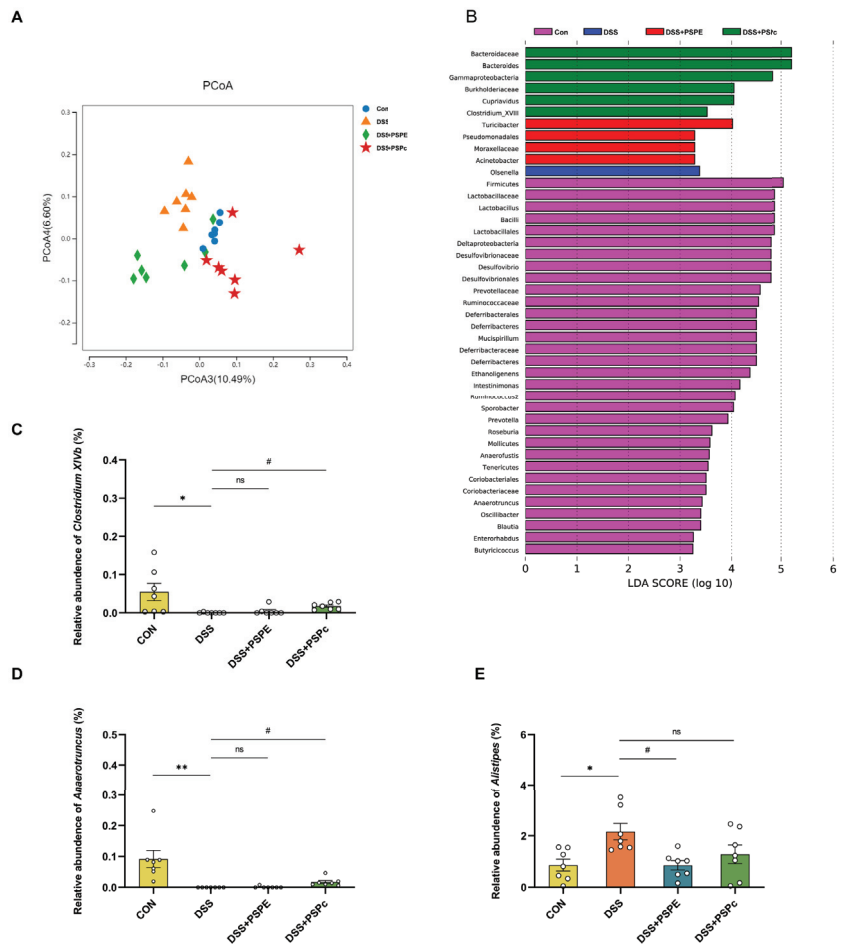 A
PCoA
0.3
0.1
0.0
-0.1
-0.2
-0.3
-0.2
-0.1
0.0
0.1
0.2
0.3
0.4
PCoA4(6.60%)
PCoA3(10.49%)
Con
DSS
DSS+PSPE
DSS+PSPc
B
Con
DSS
DSS+PSPE
Bacteroidaceae
Bacteroides
Gammaproteobacteria
Burkholderiaceae
Cupriavidus
Clostridium_XVIII
Turicibacter
Pseudomonadales
Moraxellaceae
Acinetobacter
Olsenella
Firmicutes
Lactobacillaceae
Lactobacillus
Bacilli
Lactobacillales
Deltaproteobacteria
Desulfovibrionaceae
Desulfovibrio
Desulfovibrionales
Prevotellaceae
Ruminococcaceae
Deferribacterales
Deferribacteres
Mucispirillum
Deferribacteraceae
Deferribacteres
Ethanoligenens
Intestinimonas
Ruminococcus2
Sporobacter
Prevotella
Roseburia
Mollicutes
Anaerofustis
Tenericutes
Coriobacteriales
Coriobacteriaceae
Anaerotruncus
Oscillibacter
Blautia
Enterorhabdus
Butyricicoccus
0 1 2 3 4 5 6
LDA SCORE (log 10)
C
Relative abundance of Clostridium XIVb (%)
0.4
0.3
0.2
0.1
0.0
*
ns
#
CON
DSS
DSS+PSPE
DSS+PSPc
D
Relative abundance of Anaerotruncus (%)
0.5
0.4
0.3
0.2
0.1
0.0
**
ns
#
CON
DSS
DSS+PSPE
DSS+PSPc
E
Relative abundance of Alistipes (%)
6
4
2
0
*
#
ns
CON
DSS
DSS+PSPE
DSS+PSPc